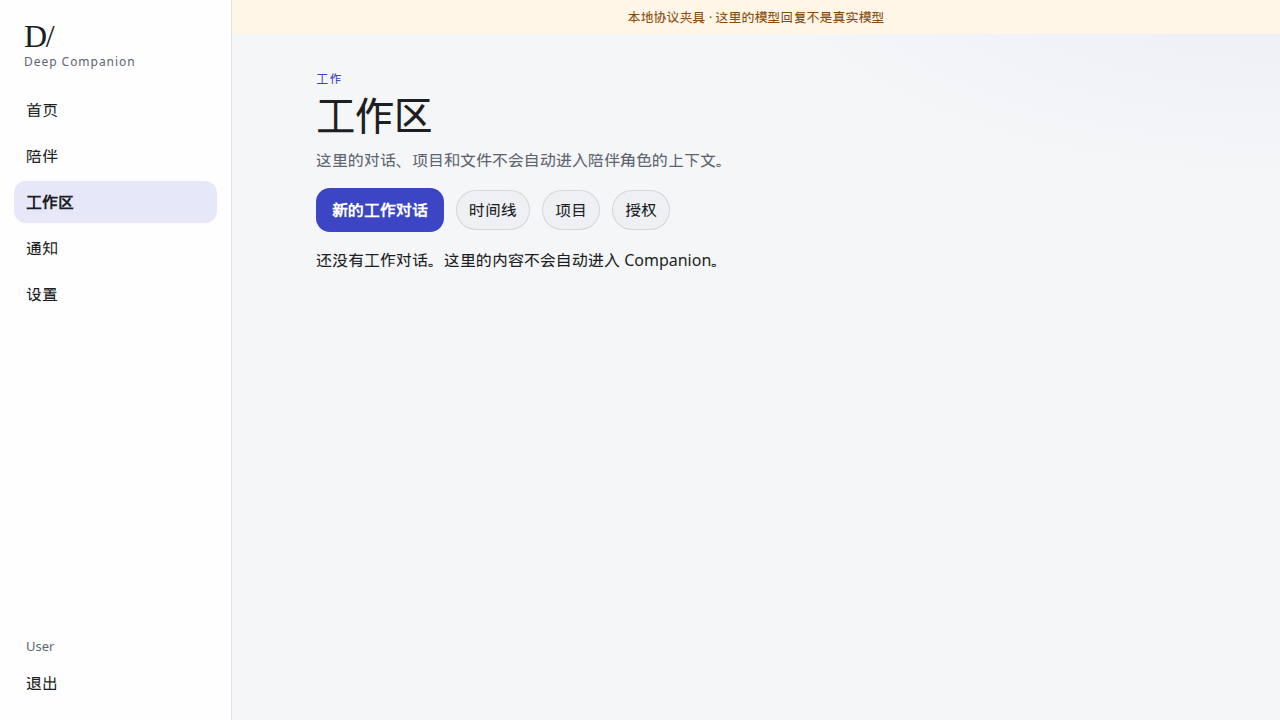 D/
Deep Companion
首页
陪伴
工作区
通知
设置
User
退出
本地协议夹具 · 这里的模型回复不是真实模型
工作
工作区
这里的对话、项目和文件不会自动进入陪伴角色的上下文。
新的工作对话 时间线 项目 授权
还没有工作对话。这里的内容不会自动进入 Companion。